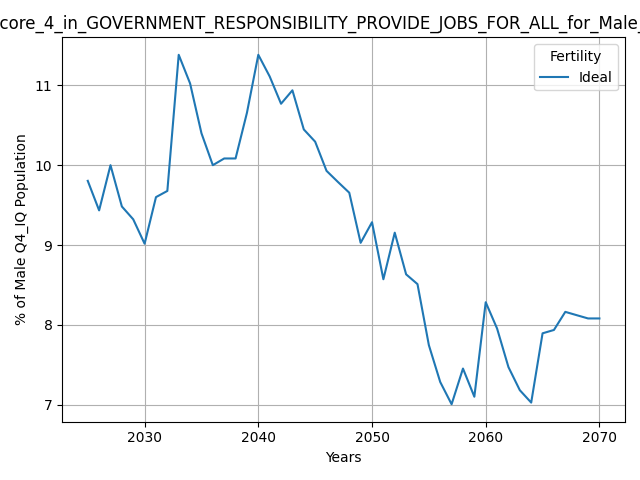 core_4_in_GOVERNMENT_RESPONSIBILITY_PROVIDE_JOBS_FOR_ALL_for_Male_
Fertility
Ideal
11
10
9
8
7
% of Male Q4_IQ Population
2030 2040 2050 2060 2070
Years